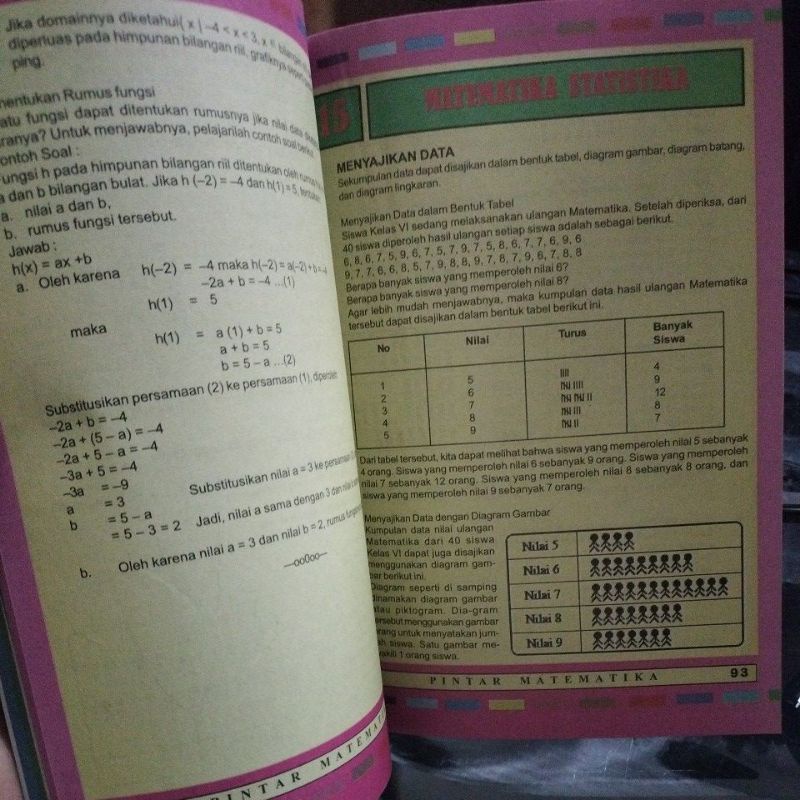 Jika domainnya diketahui{ x | –4 < x < 3, x ∈ bilangan
diperluas pada himpunan bilangan riil, grafiknya seperti
ping.
nentukan Rumus fungsi
atu fungsi dapat ditentukan rumusnya jika nilai data
ranya? Untuk menjawabnya, pelajarilah contoh soal berikut.
ontoh Soal :
ungsi h pada himpunan bilangan riil ditentukan oleh rumus
a dan b bilangan bulat. Jika h (–2) = –4 dan h(1) = 5, tentukan
a. nilai a dan b,
b. rumus fungsi tersebut.
Jawab :
h(x) = ax +b
a. Oleh karena h(–2) = –4 maka h(–2) = a(–2) + b = –4
–2a + b = –4 ...(1)
h(1) = 5
maka h(1) = a (1) + b = 5
a + b = 5
b = 5 – a ...(2)
Substitusikan persamaan (2) ke persamaan (1), diperoleh
–2a + b = –4
–2a + (5 – a) = –4
–2a + 5 – a = –4
–3a + 5 = –4
–3a = –9
a = 3 Substitusikan nilai a = 3 ke persamaan
b = 5 – a
= 5 – 3 = 2 Jadi, nilai a sama dengan 3 dan nilai b
b. Oleh karena nilai a = 3 dan nilai b = 2, rumus fungsi
—oo0oo—
PINTAR MATEMAT
15 MATEMATIKA STATISTIKA
MENYAJIKAN DATA
Sekumpulan data dapat disajikan dalam bentuk tabel, diagram gambar, diagram batang,
dan diagram lingkaran.
Menyajikan Data dalam Bentuk Tabel
Siswa Kelas VI sedang melaksanakan ulangan Matematika. Setelah diperiksa, dari
40 siswa diperoleh hasil ulangan setiap siswa adalah sebagai berikut.
6, 8, 6, 7, 5, 9, 6, 7, 5, 7, 9, 7, 5, 8, 6, 7, 7, 6, 9, 6
9, 7, 7, 6, 6, 8, 5, 7, 9, 8, 8, 9, 7, 8, 7, 9, 6, 7, 8, 8
Berapa banyak siswa yang memperoleh nilai 6?
Berapa banyak siswa yang memperoleh nilai 8?
Agar lebih mudah menjawabnya, maka kumpulan data hasil ulangan Matematika
tersebut dapat disajikan dalam bentuk tabel berikut ini.
No Nilai Turus Banyak Siswa
1 5 4
2 6 9
3 7 12
4 8 8
5 9 7
Dari tabel tersebut, kita dapat melihat bahwa siswa yang memperoleh nilai 5 sebanyak
4 orang. Siswa yang memperoleh nilai 6 sebanyak 9 orang. Siswa yang memperoleh
nilai 7 sebanyak 12 orang. Siswa yang memperoleh nilai 8 sebanyak 8 orang, dan
siswa yang memperoleh nilai 9 sebanyak 7 orang.
Menyajikan Data dengan Diagram Gambar
Kumpulan data nilai ulangan
Matematika dari 40 siswa
Kelas VI dapat juga disajikan
menggunakan diagram gam-
bar berikut ini.
Diagram seperti di samping
dinamakan diagram gambar
atau piktogram. Dia-gram
ersebut menggunakan gambar
orang untuk menyatakan jum-
ah siswa. Satu gambar me-
wakili 1 orang siswa.
Nilai 5
Nilai 6
Nilai 7
Nilai 8
Nilai 9
PINTAR MATEMATIKA 93